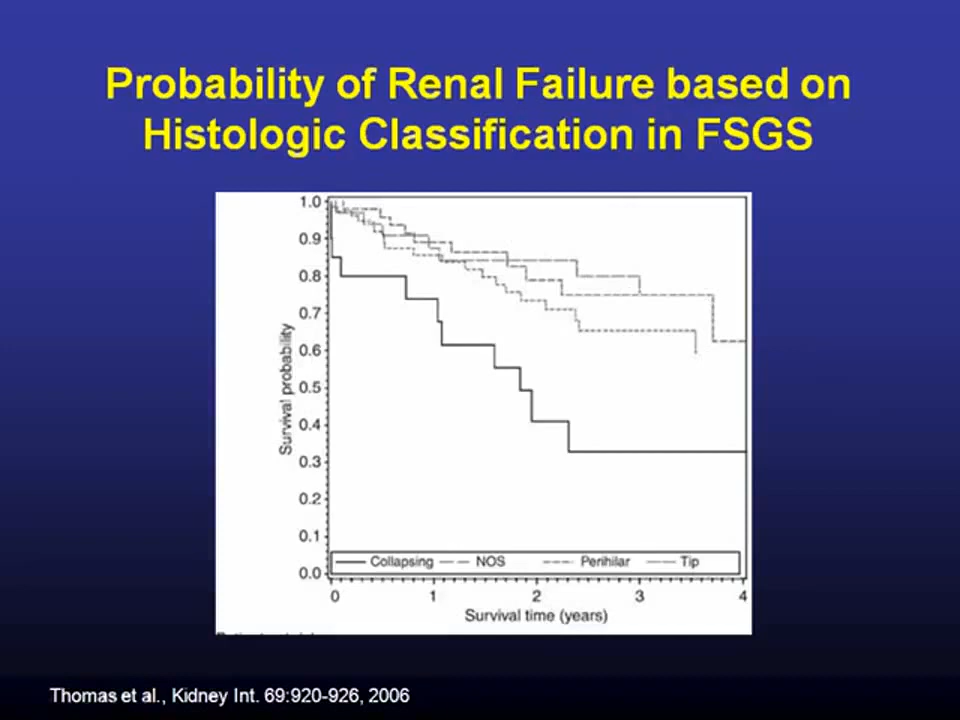 Probability of Renal Failure based on
Histologic Classification in FSGS
1.0
0.9
0.8
0.7
0.6
0.5
0.4
0.3
0.2
0.1
0.0
Survival probability
Collapsing NOS Perihilar Tip
0 1 2 3 4
Survival time (years)
Thomas et al., Kidney Int. 69:920-926, 2006